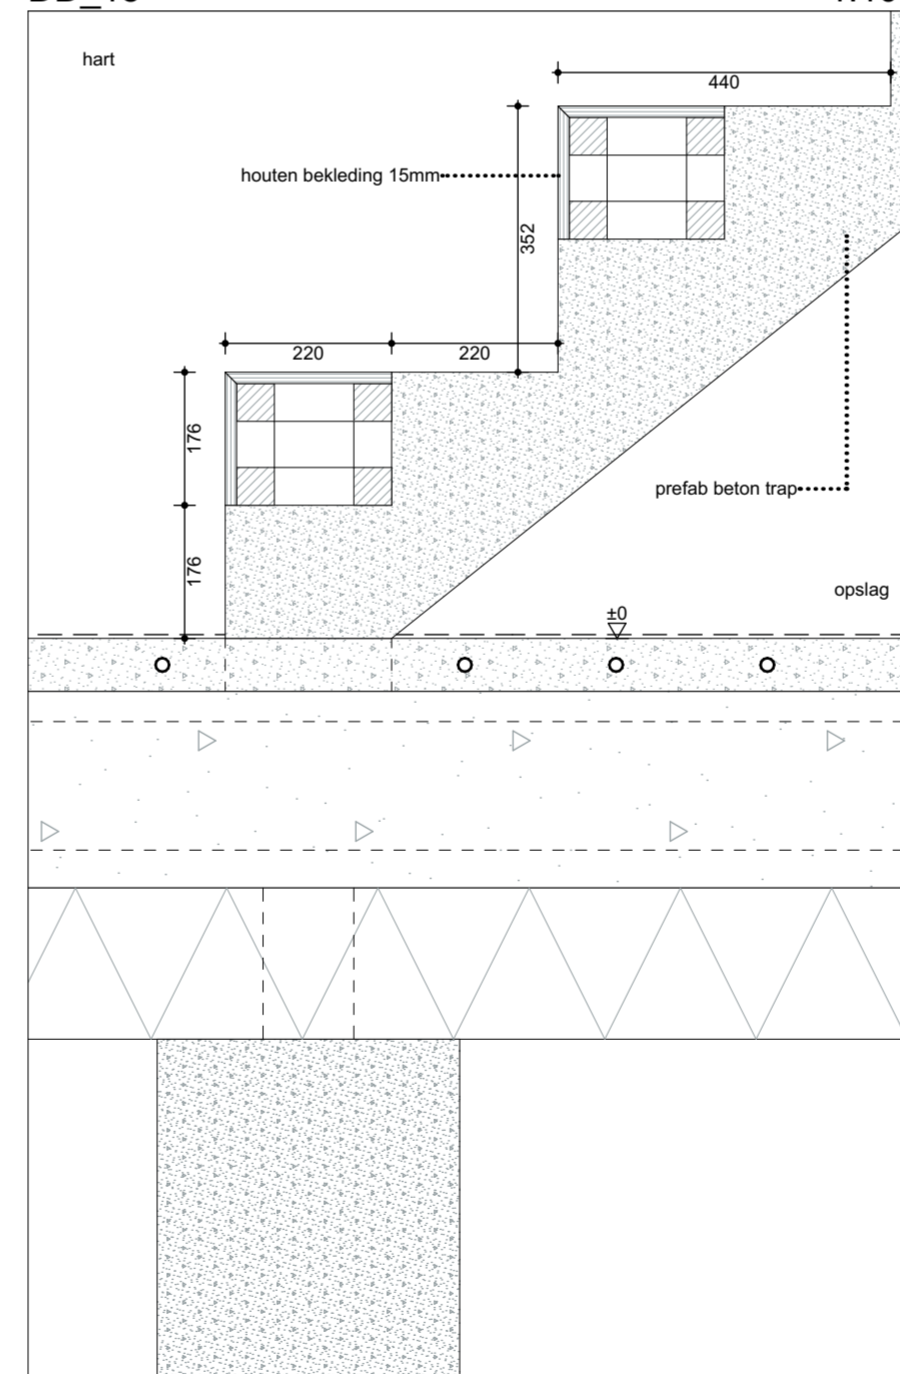 hart
440
houten bekleding 15mm
352
220
220
176
176
prefab beton trap
opslag
±0